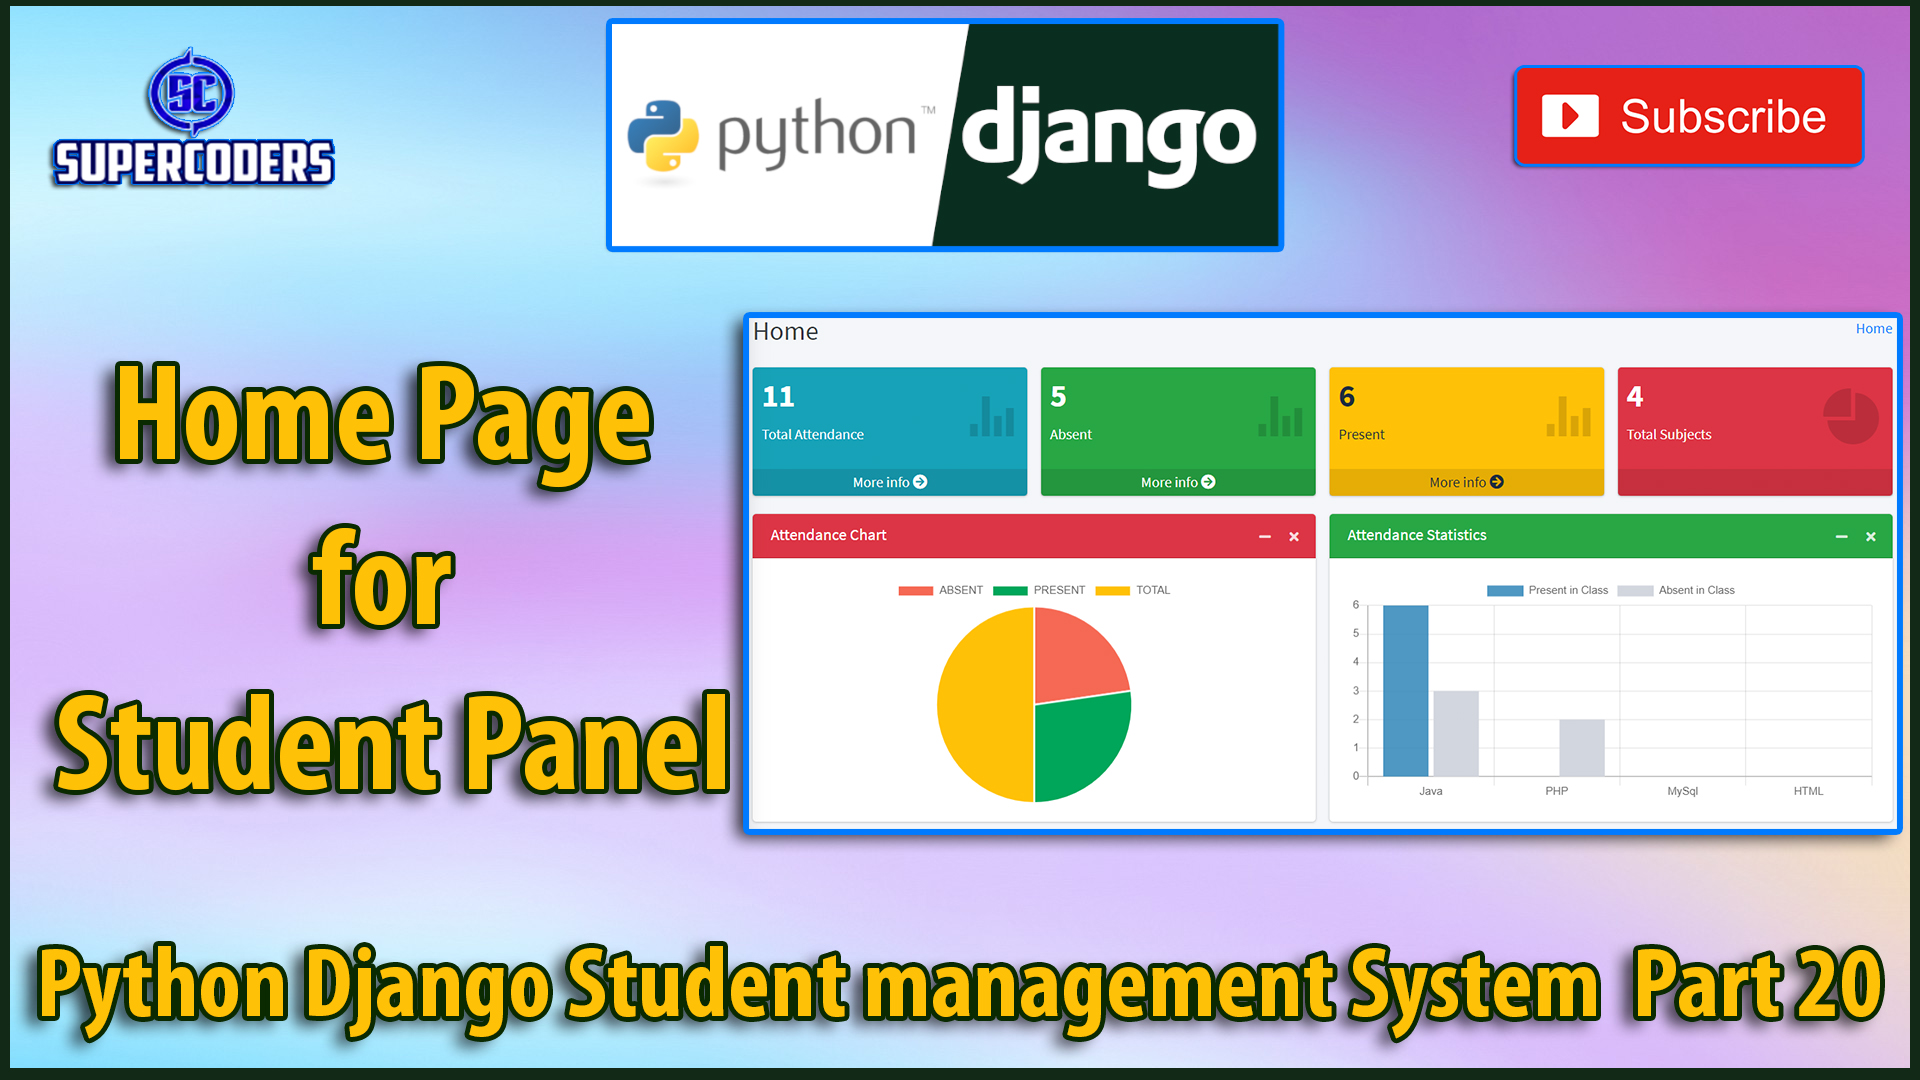 SC
SUPERCODERS
python™
django
Subscribe
Home Page
for
Student Panel
Home
Home
11
Total Attendance
More info
5
Absent
More info
6
Present
More info
4
Total Subjects
Attendance Chart
ABSENT PRESENT TOTAL
Attendance Statistics
Present in Class Absent in Class
6
5
4
3
2
1
0
Java PHP MySql HTML
Python Django Student management System Part 20